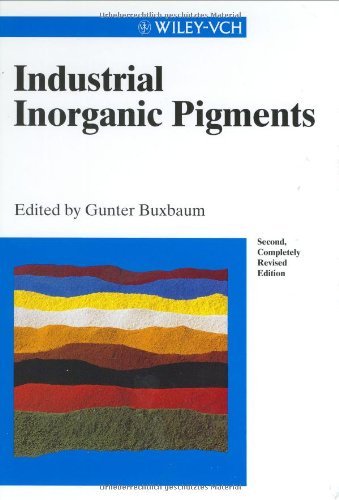 Urheberrechtlich geschütztes Material
WILEY-VCH
Industrial
Inorganic Pigments
Edited by Gunter Buxbaum
Second,
Completely
Revised
Edition
Urheberrechtlich geschütztes Material